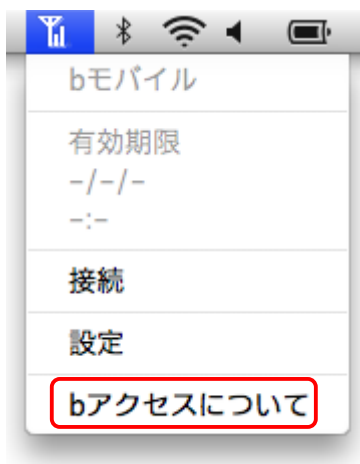 bモバイル
有効期限
-/-/-
-:-
接続
設定
bアクセスについて